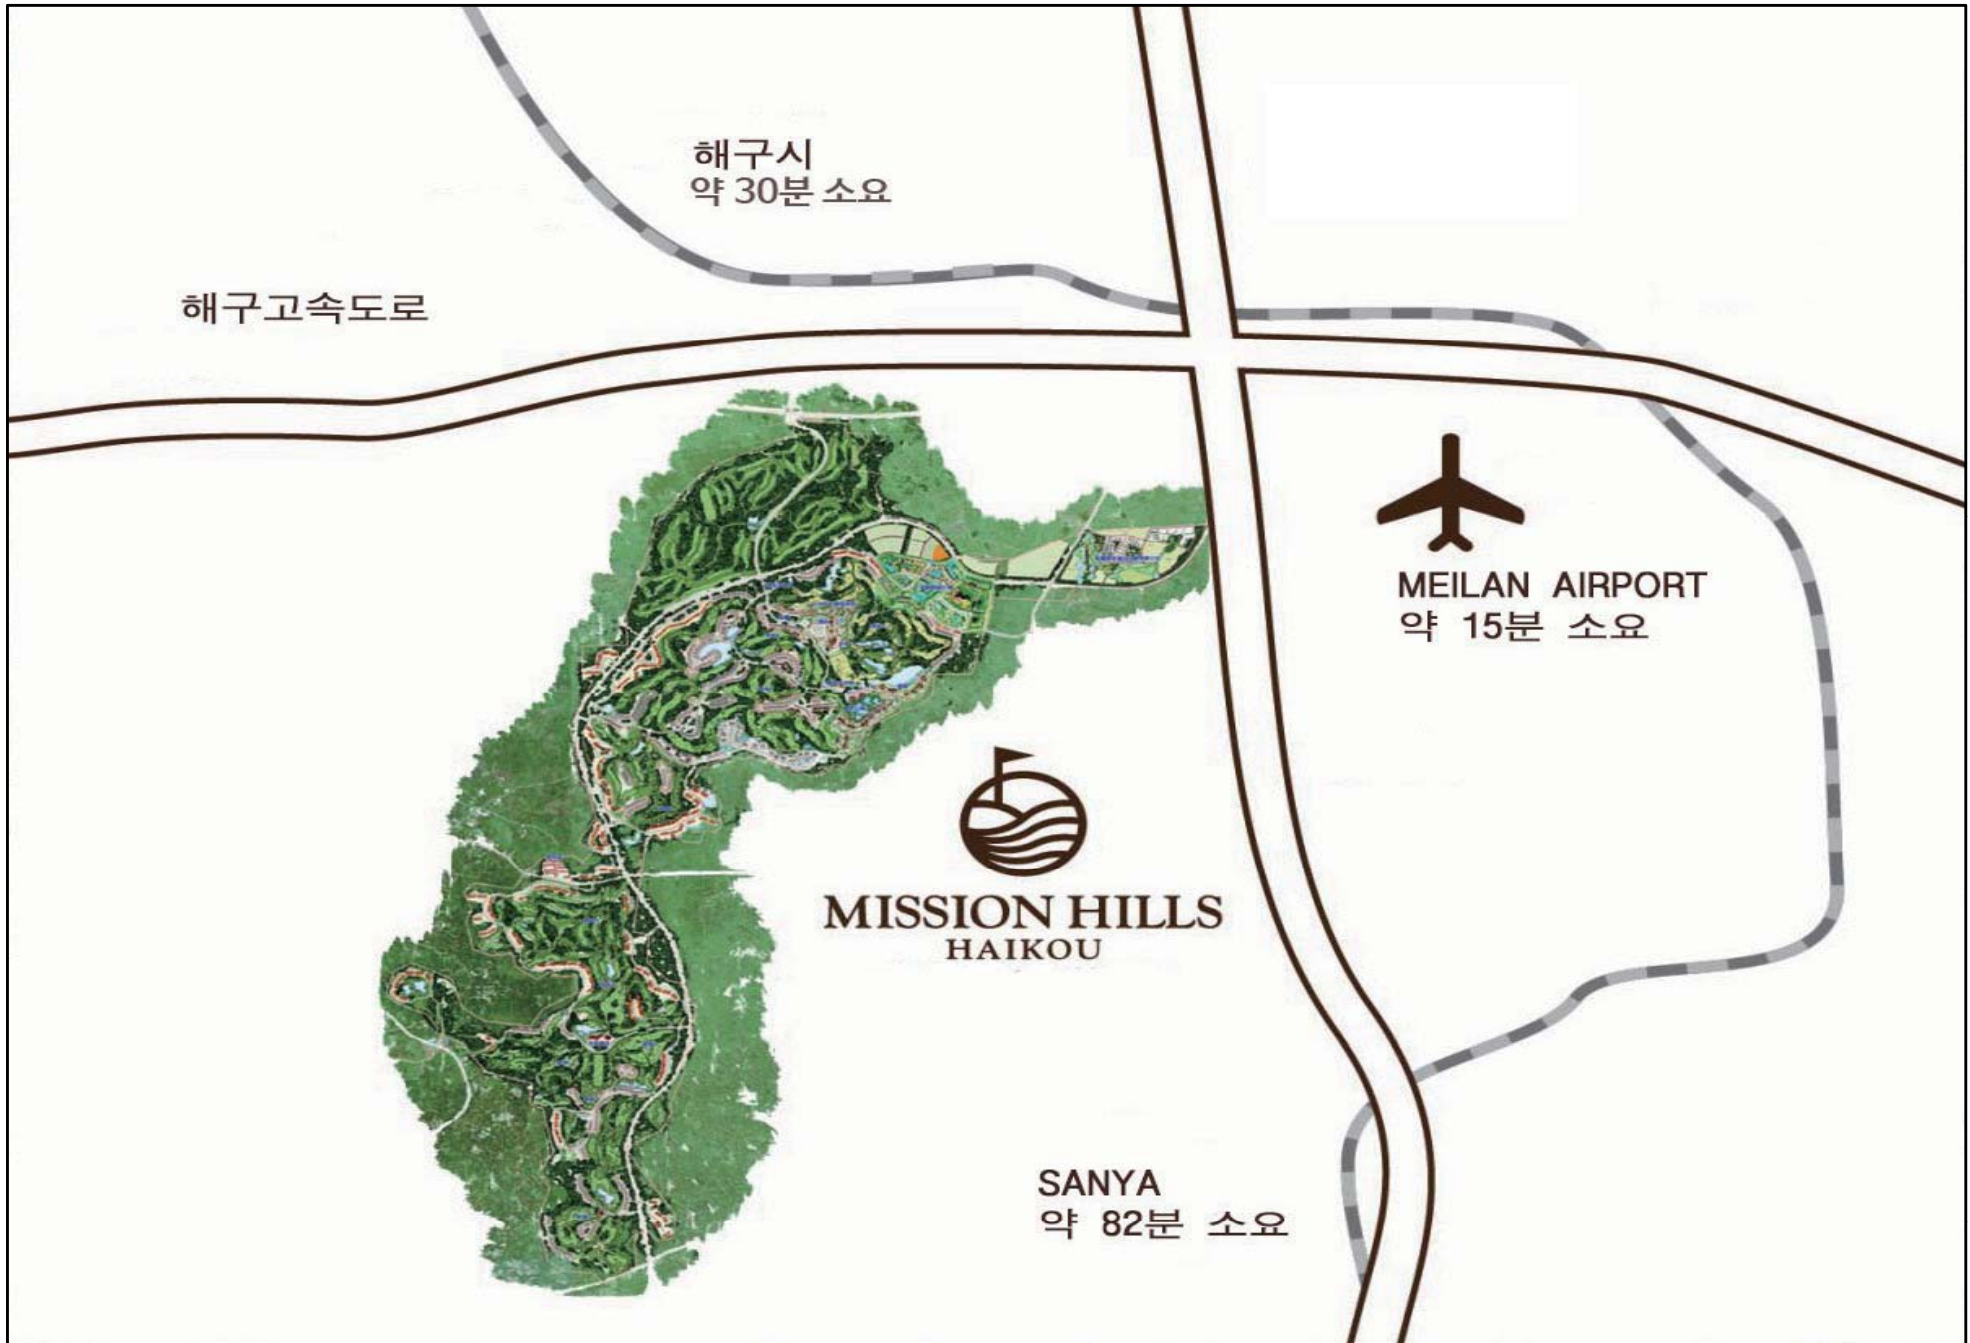 해구시
약 30분 소요
해구고속도로
MEILAN AIRPORT
약 15분 소요
MISSION HILLS
HAIKOU
SANYA
약 82분 소요